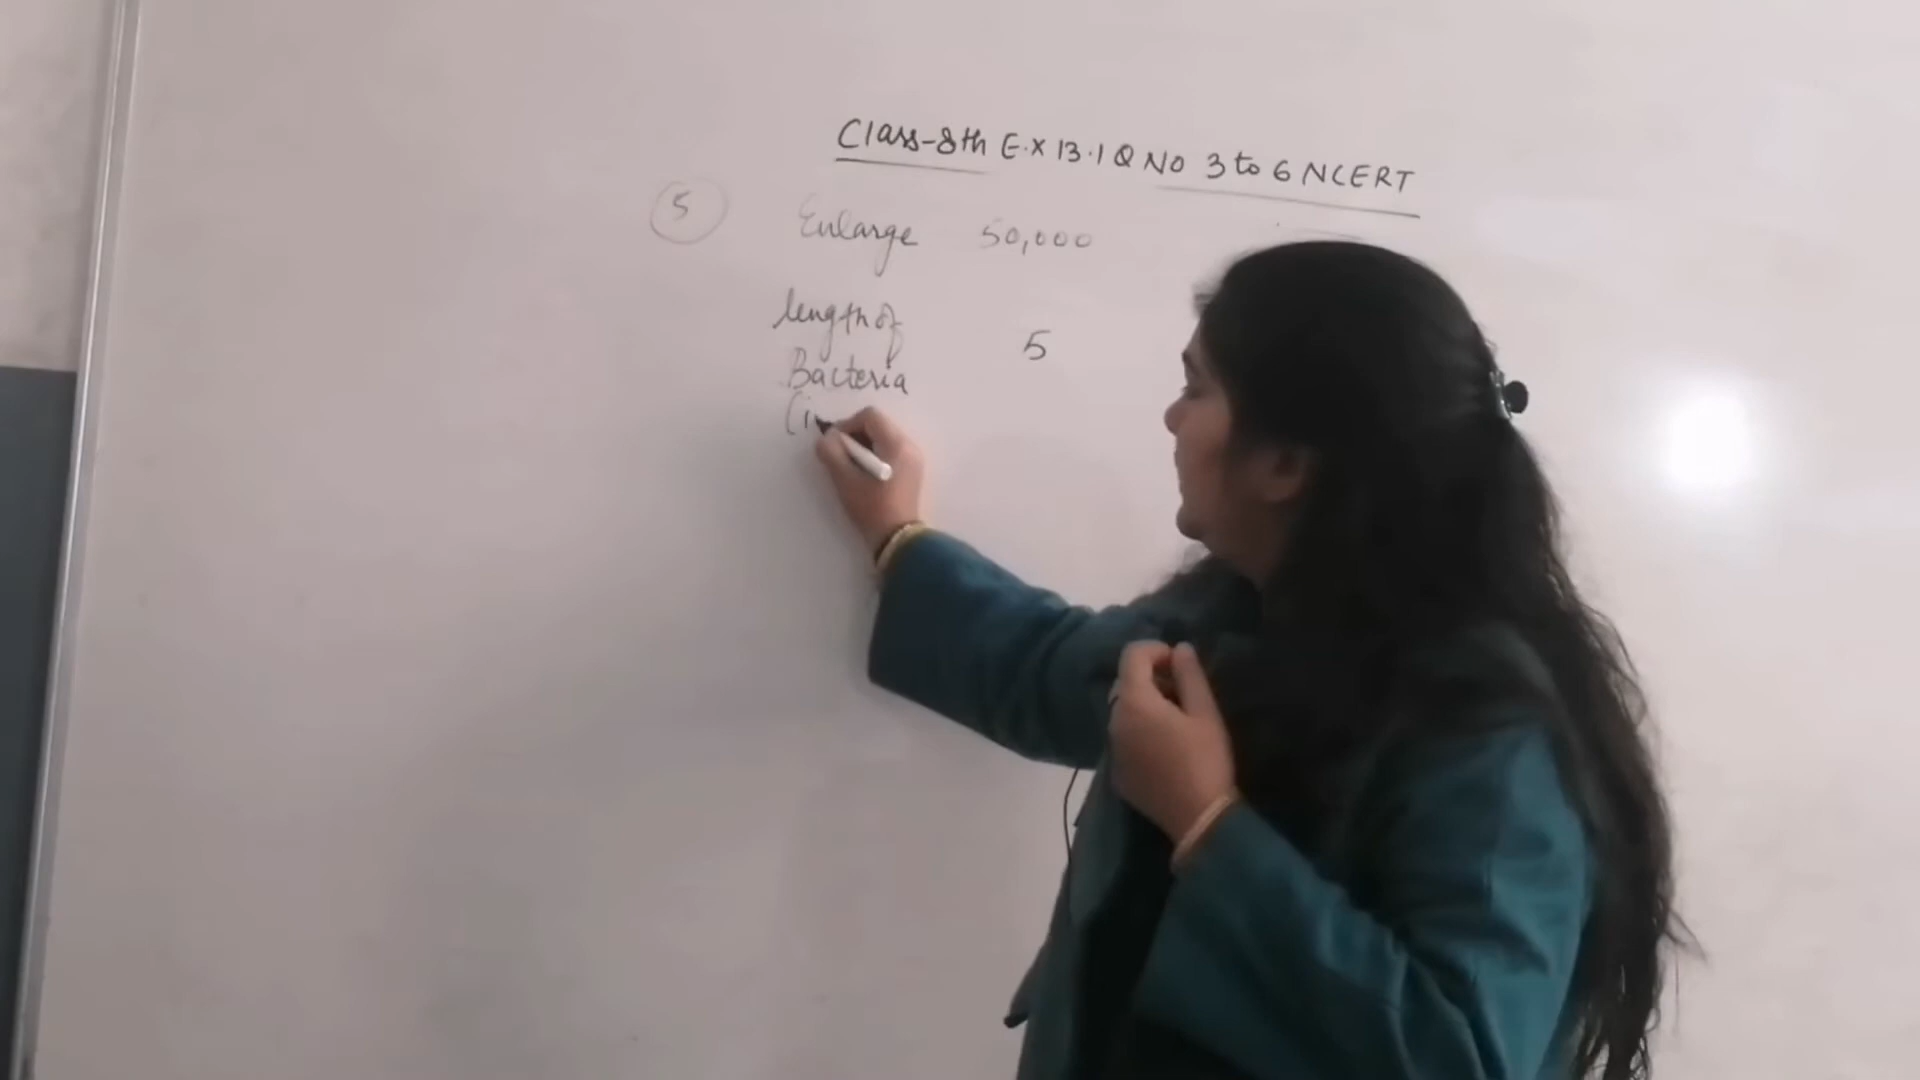 Class-8th E.X 13.1 Q NO 3 to 6 NCERT
5 Enlarge 50,000
length of
Bacteria 5
(i